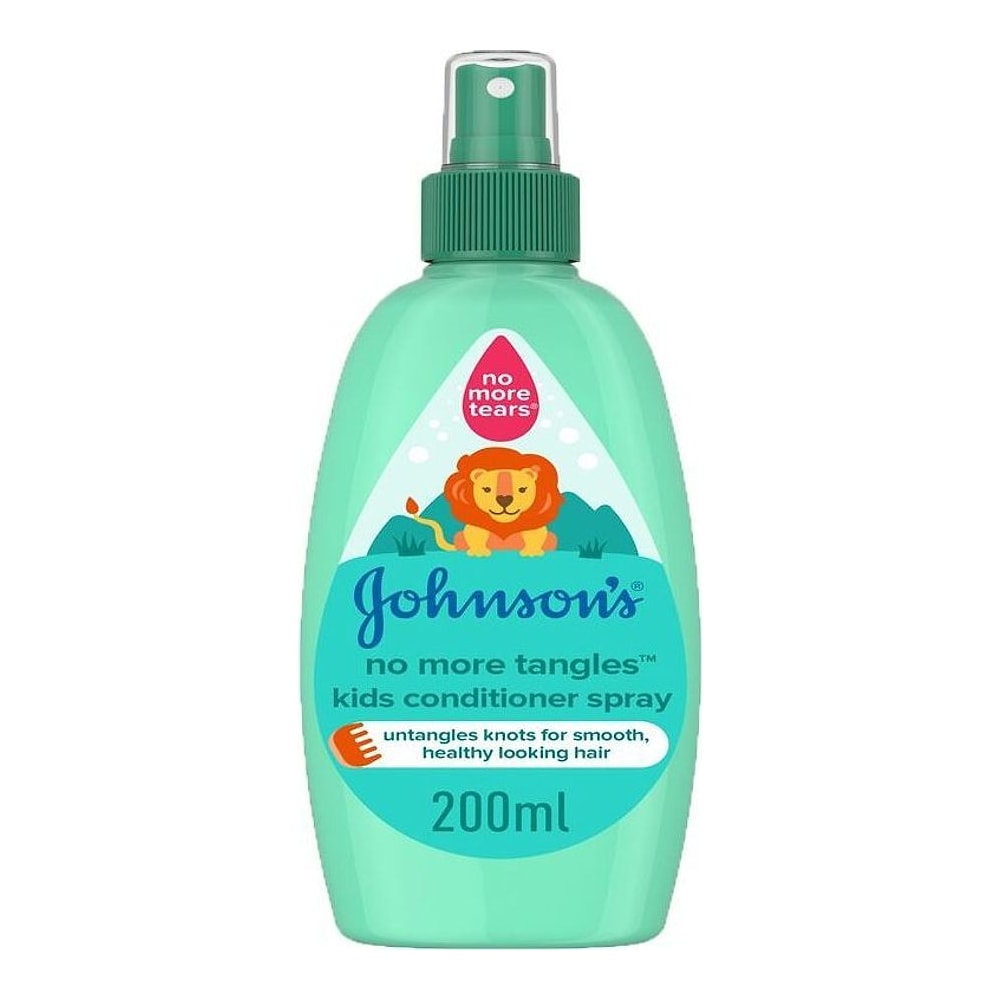 no
more
tears®
Johnson's®
no more tangles™
kids conditioner spray
untangles knots for smooth,
healthy looking hair
200ml